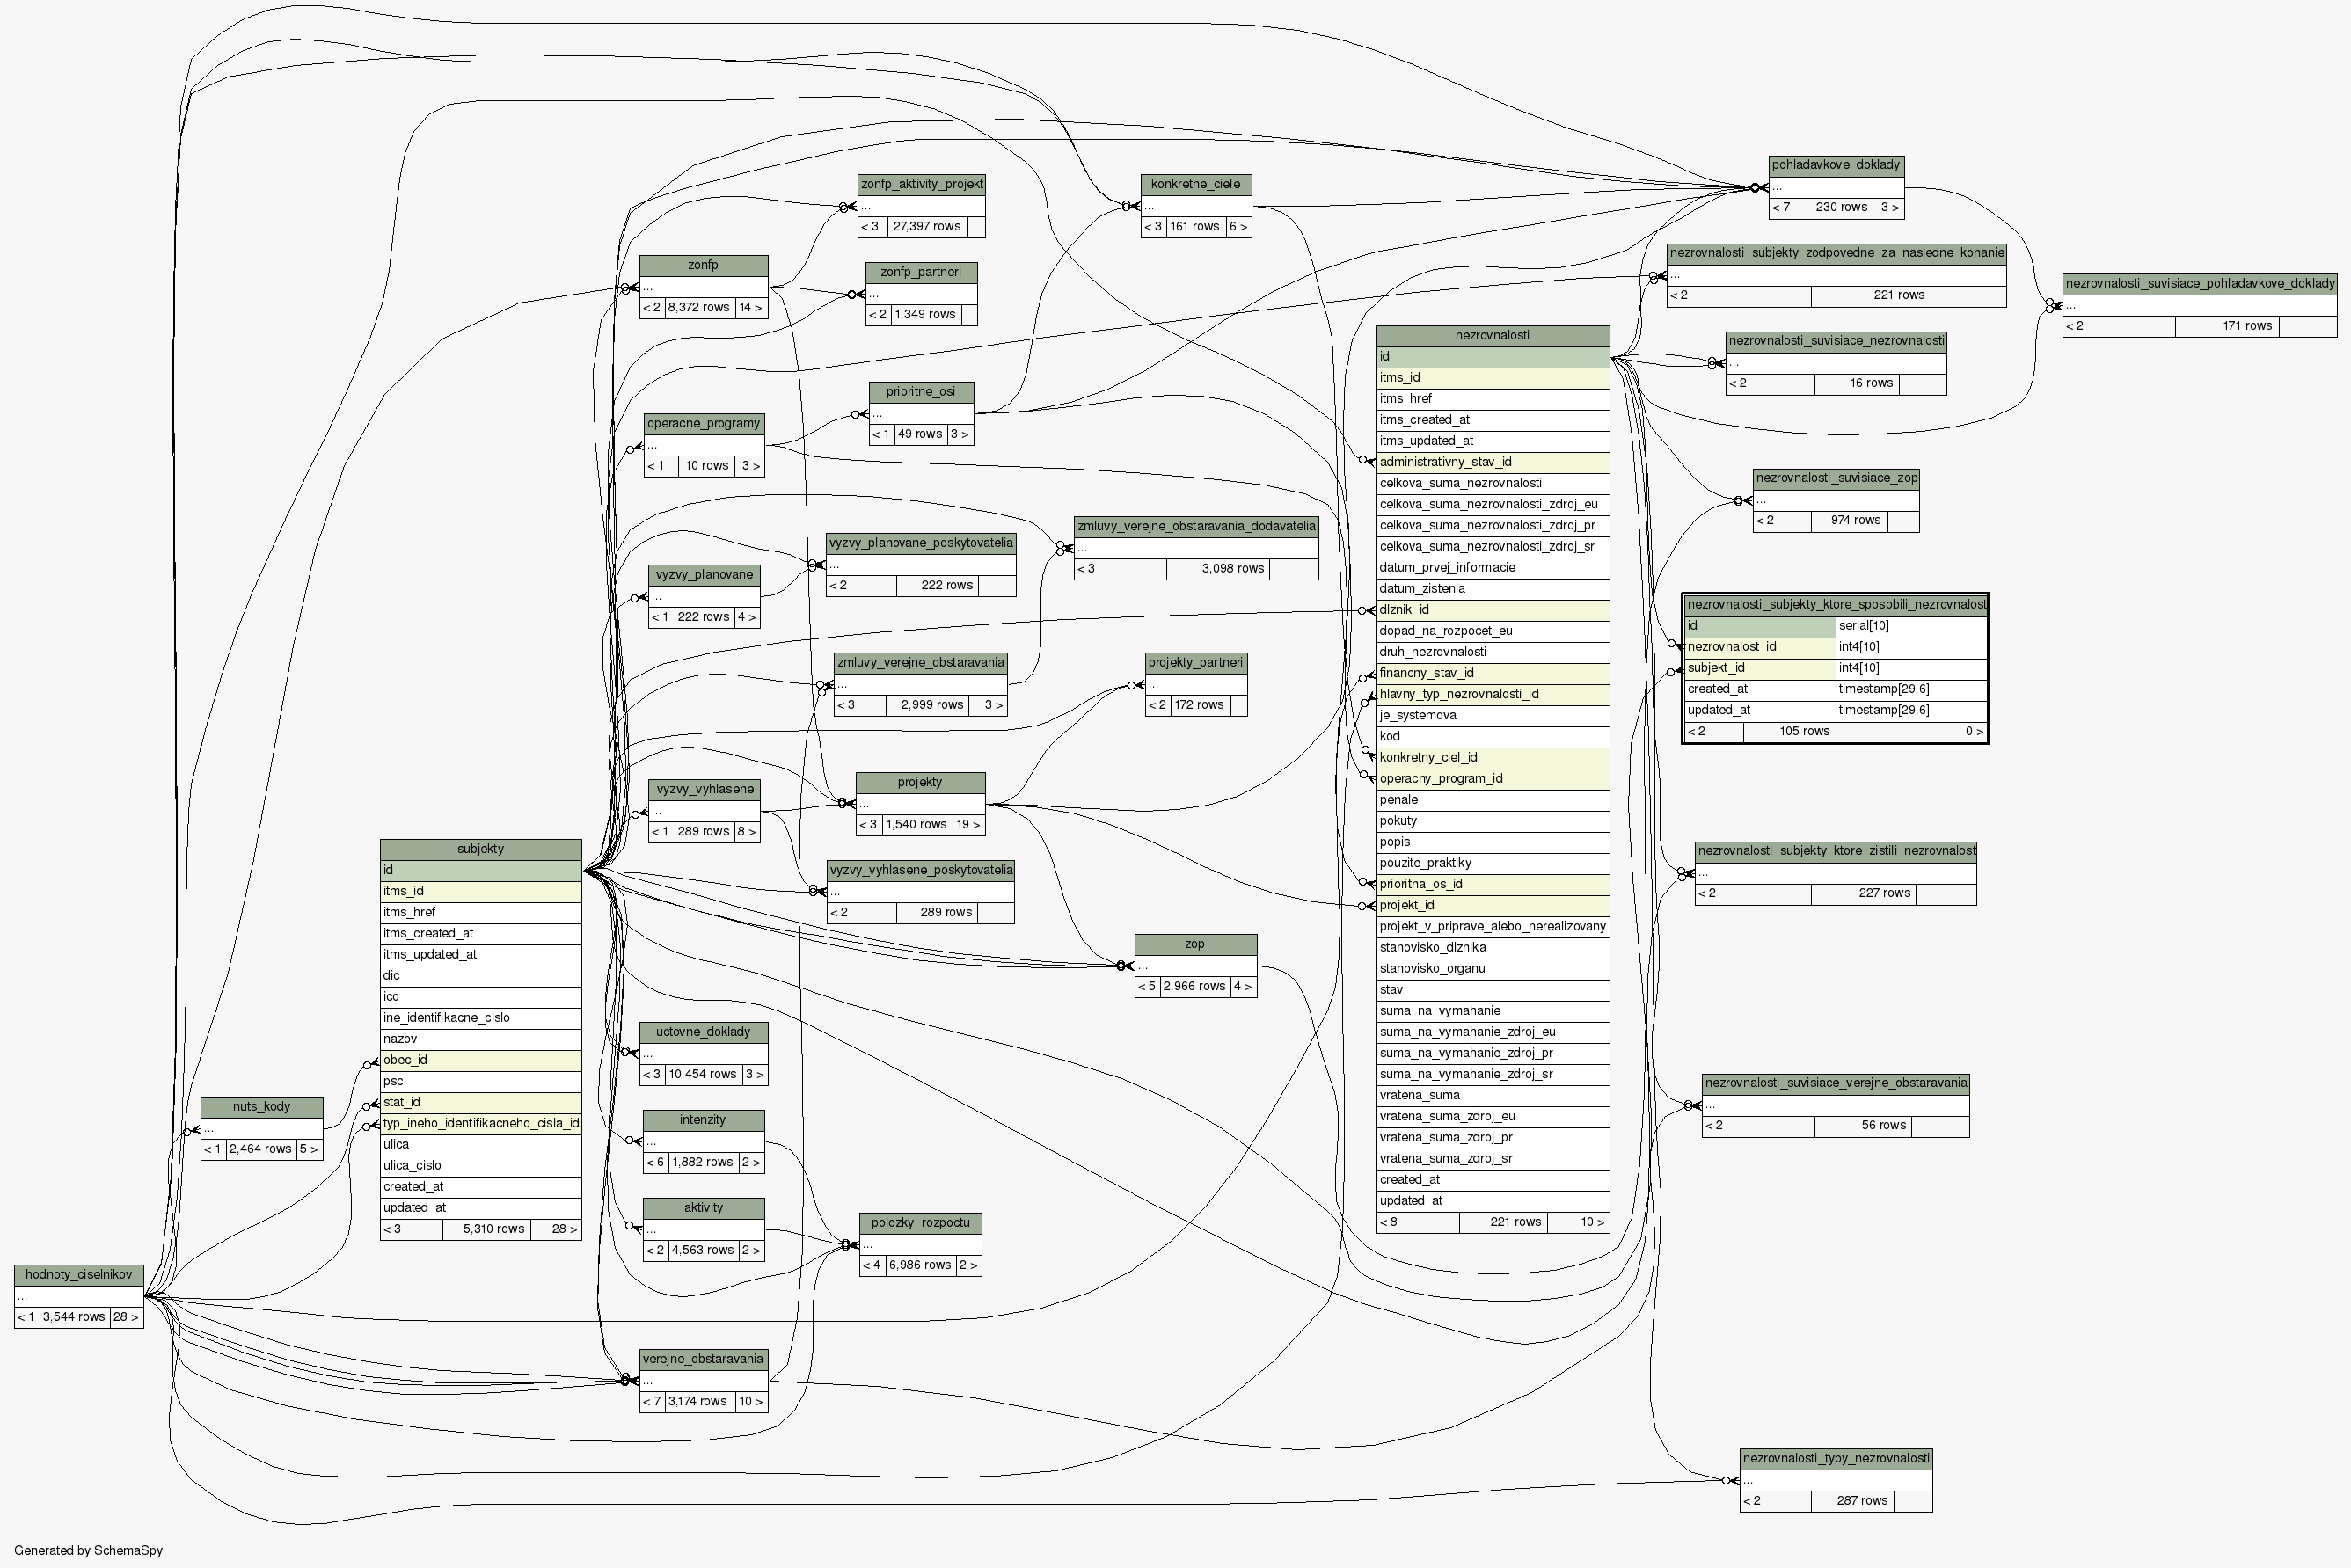 pohladavkove_doklady
...
< 7 230 rows 3 >
zonfp_aktivity_projekt
...
< 3 27,397 rows
konkretne_ciele
...
< 3 161 rows 6 >
nezrovnalosti_subjekty_zodpovedne_za_nasledne_konanie
...
< 2 221 rows
zonfp
...
< 2 8,372 rows 14 >
zonfp_partneri
...
< 2 1,349 rows
nezrovnalosti_suvisiace_pohladavkove_doklady
...
< 2 171 rows
nezrovnalosti_suvisiace_nezrovnalosti
...
< 2 16 rows
prioritne_osi
...
< 1 49 rows 3 >
operacne_programy
...
< 1 10 rows 3 >
nezrovnalosti_suvisiace_zop
...
< 2 974 rows
zmluvy_verejne_obstaravania_dodavatelia
...
< 3 3,098 rows
vyzvy_planovane_poskytovatelia
...
< 2 222 rows
vyzvy_planovane
...
< 1 222 rows 4 >
nezrovnalosti
id
itms_id
itms_href
itms_created_at
itms_updated_at
administrativny_stav_id
celkova_suma_nezrovnalosti
celkova_suma_nezrovnalosti_zdroj_eu
celkova_suma_nezrovnalosti_zdroj_pr
celkova_suma_nezrovnalosti_zdroj_sr
datum_prvej_informacie
datum_zistenia
dlznik_id
dopad_na_rozpocet_eu
druh_nezrovnalosti
financny_stav_id
hlavny_typ_nezrovnalosti_id
je_systemova
kod
konkretny_ciel_id
operacny_program_id
penale
pokuty
popis
pouzite_praktiky
prioritna_os_id
projekt_id
projekt_v_priprave_alebo_nerealizovany
stanovisko_dlznika
stanovisko_organu
stav
suma_na_vymahanie
suma_na_vymahanie_zdroj_eu
suma_na_vymahanie_zdroj_pr
suma_na_vymahanie_zdroj_sr
vratena_suma
vratena_suma_zdroj_eu
vratena_suma_zdroj_pr
vratena_suma_zdroj_sr
created_at
updated_at
< 8 221 rows 10 >
nezrovnalosti_subjekty_ktore_sposobili_nezrovnalost
id serial[10]
nezrovnalost_id int4[10]
subjekt_id int4[10]
created_at timestamp[29,6]
updated_at timestamp[29,6]
< 2 105 rows 0 >
zmluvy_verejne_obstaravania
...
< 3 2,999 rows 3 >
projekty_partneri
...
< 2 172 rows
projekty
...
< 3 1,540 rows 19 >
vyzvy_vyhlasene
...
< 1 289 rows 8 >
vyzvy_vyhlasene_poskytovatelia
...
< 2 289 rows
nezrovnalosti_subjekty_ktore_zistili_nezrovnalost
...
< 2 227 rows
subjekty
id
itms_id
itms_href
itms_created_at
itms_updated_at
dic
ico
ine_identifikacne_cislo
nazov
obec_id
psc
stat_id
typ_ineho_identifikacneho_cisla_id
ulica
ulica_cislo
created_at
updated_at
< 3 5,310 rows 28 >
zop
...
< 5 2,966 rows 4 >
uctovne_doklady
...
< 3 10,454 rows 3 >
nezrovnalosti_suvisiace_verejne_obstaravania
...
< 2 56 rows
nuts_kody
...
< 1 2,464 rows 5 >
intenzity
...
< 6 1,882 rows 2 >
aktivity
...
< 2 4,563 rows 2 >
polozky_rozpoctu
...
< 4 6,986 rows 2 >
hodnoty_ciselnikov
...
< 1 3,544 rows 28 >
verejne_obstaravania
...
< 7 3,174 rows 10 >
nezrovnalosti_typy_nezrovnalosti
...
< 2 287 rows
Generated by SchemaSpy